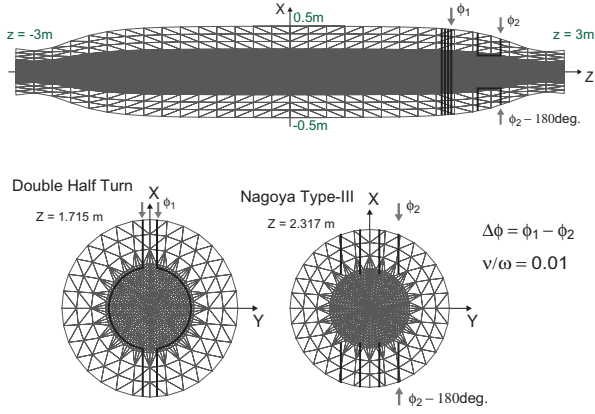 X
ϕ1
ϕ2
z = -3m
0.5m
z = 3m
Z
-0.5m
ϕ2 − 180deg.
Double Half Turn
X
ϕ1
Z = 1.715 m
Y
Nagoya Type-III
X
ϕ2
Z = 2.317 m
Y
ϕ2 − 180deg.
Δϕ = ϕ1 − ϕ2
ν/ω = 0.01